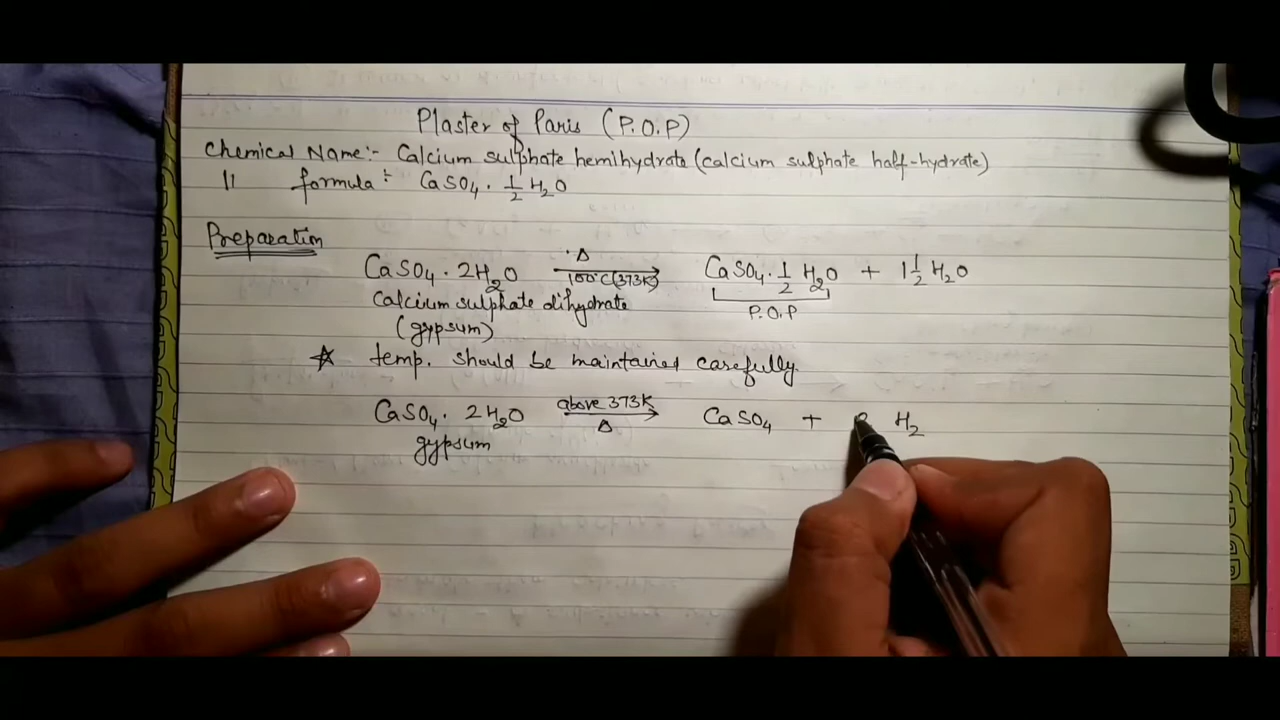 Plaster of Paris (P.O.P)
Chemical Name:- Calcium sulphate hemihydrate (calcium sulphate half-hydrate)
11 formula:- CaSO4 . 1/2 H2O
Preparation
CaSO4 . 2H2O Δ 100°C(373K) → CaSO4 . 1/2 H2O + 1 1/2 H2O
Calcium sulphate dihydrate P.O.P
(gypsum)
☆ temp. should be maintained carefully.
CaSO4 . 2H2O above 373K Δ → CaSO4 + H2
gypsum